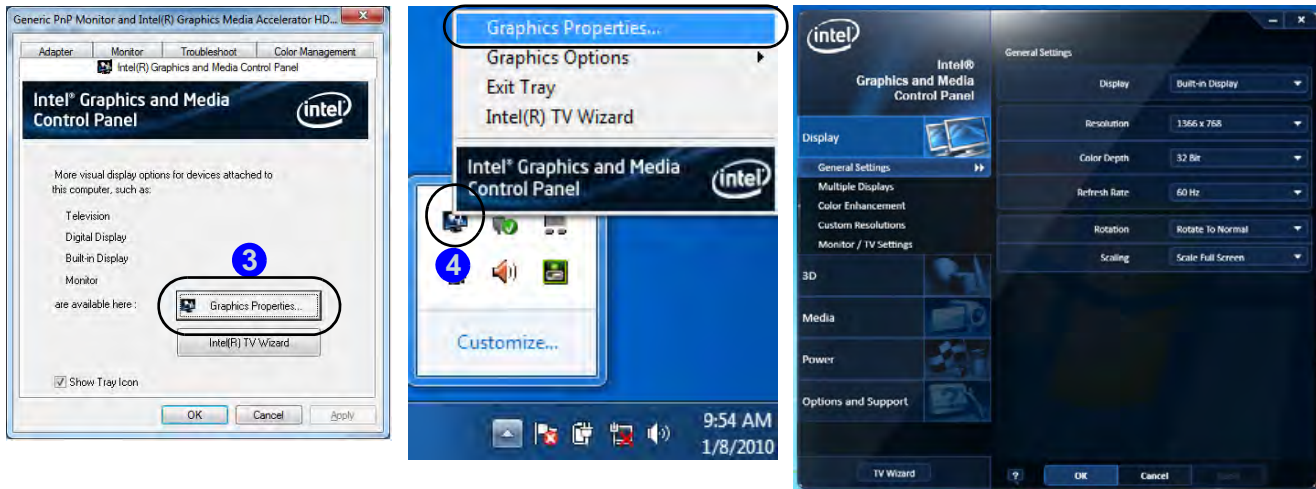 Generic PnP Monitor and Intel(R) Graphics Media Accelerator HD...
Adapter Monitor Troubleshoot Color Management
Intel(R) Graphics and Media Control Panel
Intel® Graphics and Media
Control Panel
intel
More visual display options for devices attached to
this computer, such as:
Television
Digital Display
Built-in Display
Monitor
are available here :
3
Graphics Properties...
Intel(R) TV Wizard
Show Tray Icon
OK Cancel Apply
Graphics Properties...
Graphics Options
Exit Tray
Intel(R) TV Wizard
Intel® Graphics and Media
Control Panel
intel
4
Customize...
9:54 AM
1/8/2010
intel
Intel®
Graphics and Media
Control Panel
Display
General Settings
Multiple Displays
Color Enhancement
Custom Resolutions
Monitor / TV Settings
3D
Media
Power
Options and Support
TV Wizard
General Settings
Display Built-in Display
Resolution 1366 x 768
Color Depth 32 Bit
Refresh Rate 60 Hz
Rotation Rotate To Normal
Scaling Scale Full Screen
? OK Cancel